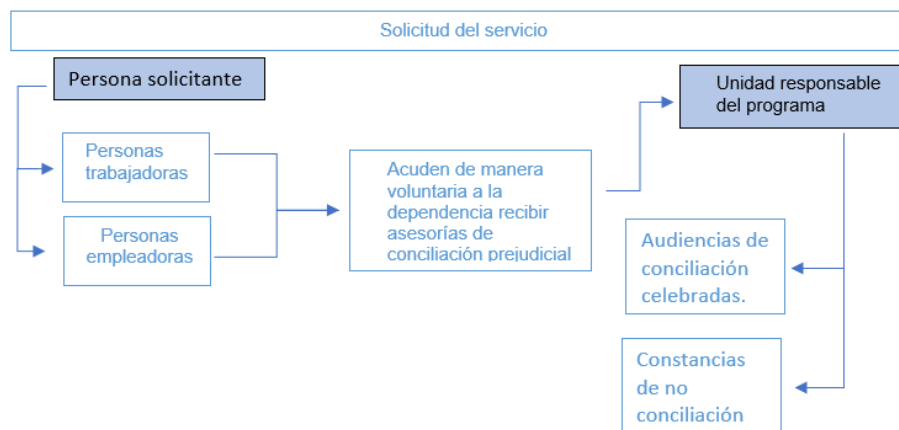 Solicitud del servicio
Persona solicitante
Unidad responsable
del programa
Personas
trabajadoras
Acuden de manera
voluntaria a la
dependencia recibir
asesorías de
conciliación prejudicial
Personas
empleadoras
Audiencias de
conciliación
celebradas.
Constancias
de no
conciliación